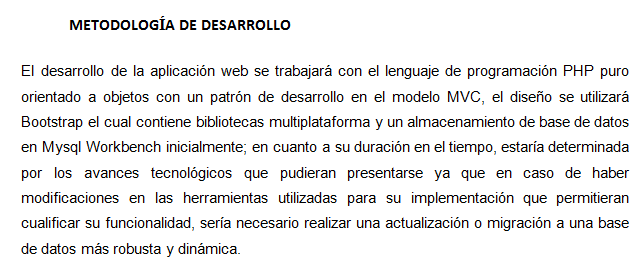 METODOLOGÍA DE DESARROLLO
El desarrollo de la aplicación web se trabajará con el lenguaje de programación PHP puro
orientado a objetos con un patrón de desarrollo en el modelo MVC, el diseño se utilizará
Bootstrap el cual contiene bibliotecas multiplataforma y un almacenamiento de base de datos
en Mysql Workbench inicialmente; en cuanto a su duración en el tiempo, estaría determinada
por los avances tecnológicos que pudieran presentarse ya que en caso de haber
modificaciones en las herramientas utilizadas para su implementación que permitieran
cualificar su funcionalidad, sería necesario realizar una actualización o migración a una base
de datos más robusta y dinámica.